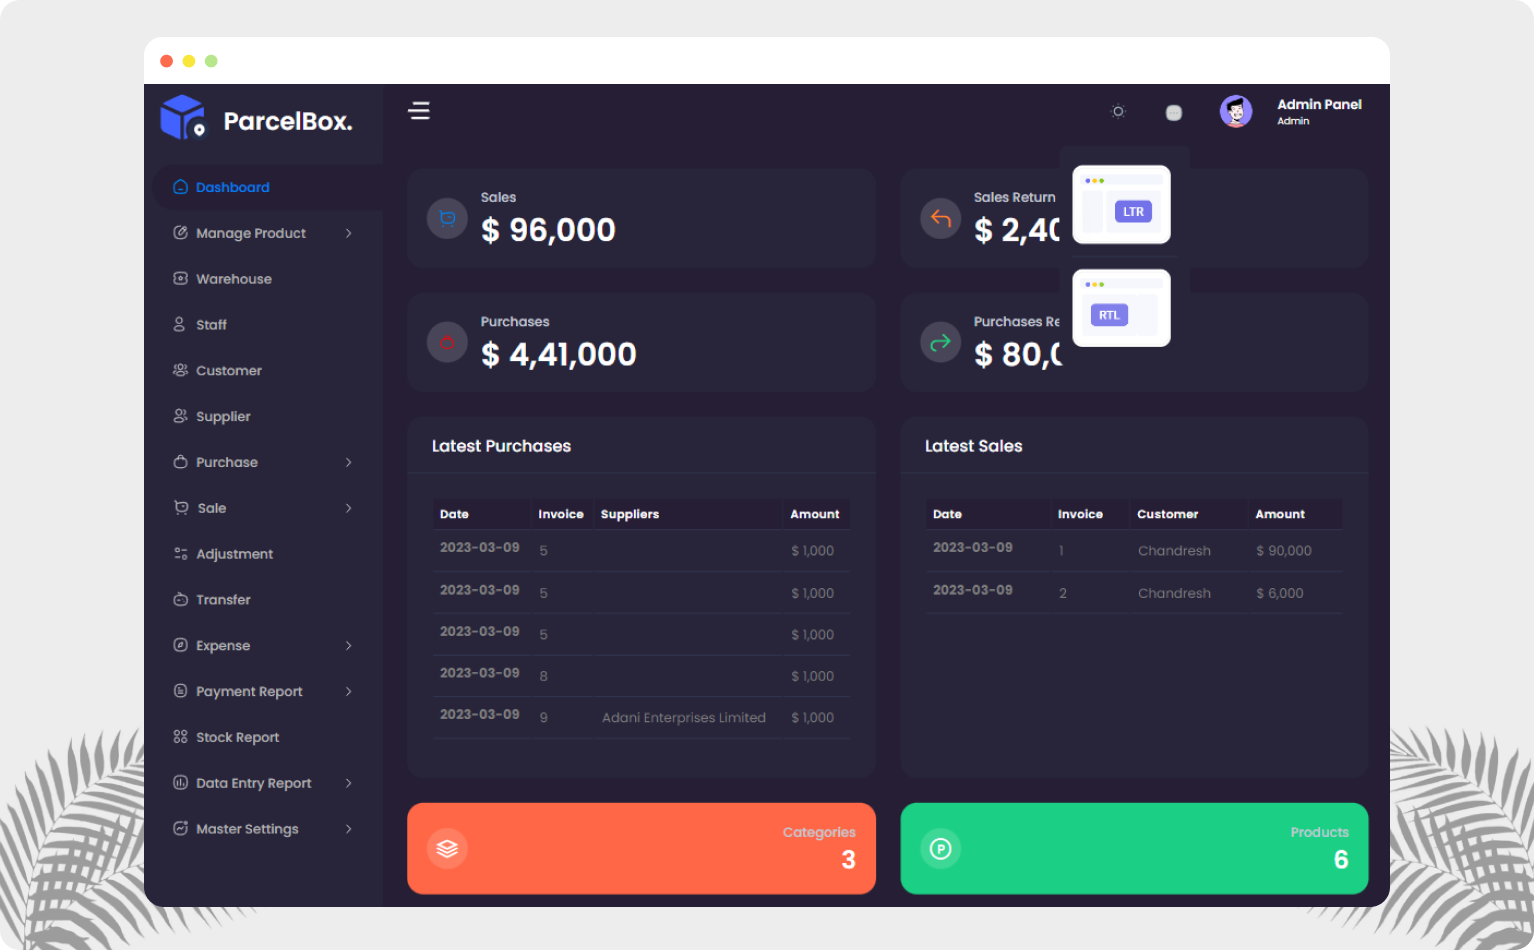 ParcelBox.
Admin Panel
Admin
Dashboard
Manage Product
Warehouse
Staff
Customer
Supplier
Purchase
Sale
Adjustment
Transfer
Expense
Payment Report
Stock Report
Data Entry Report
Master Settings
Sales
$ 96,000
Sales Return
$ 2,40
LTR
RTL
Purchases
$ 4,41,000
Purchases Re
$ 80,0
Latest Purchases
Date Invoice Suppliers Amount
2023-03-09 5 $ 1,000
2023-03-09 5 $ 1,000
2023-03-09 5 $ 1,000
2023-03-09 8 $ 1,000
2023-03-09 9 Adani Enterprises Limited $ 1,000
Latest Sales
Date Invoice Customer Amount
2023-03-09 1 Chandresh $ 90,000
2023-03-09 2 Chandresh $ 6,000
Categories
3
P
Products
6